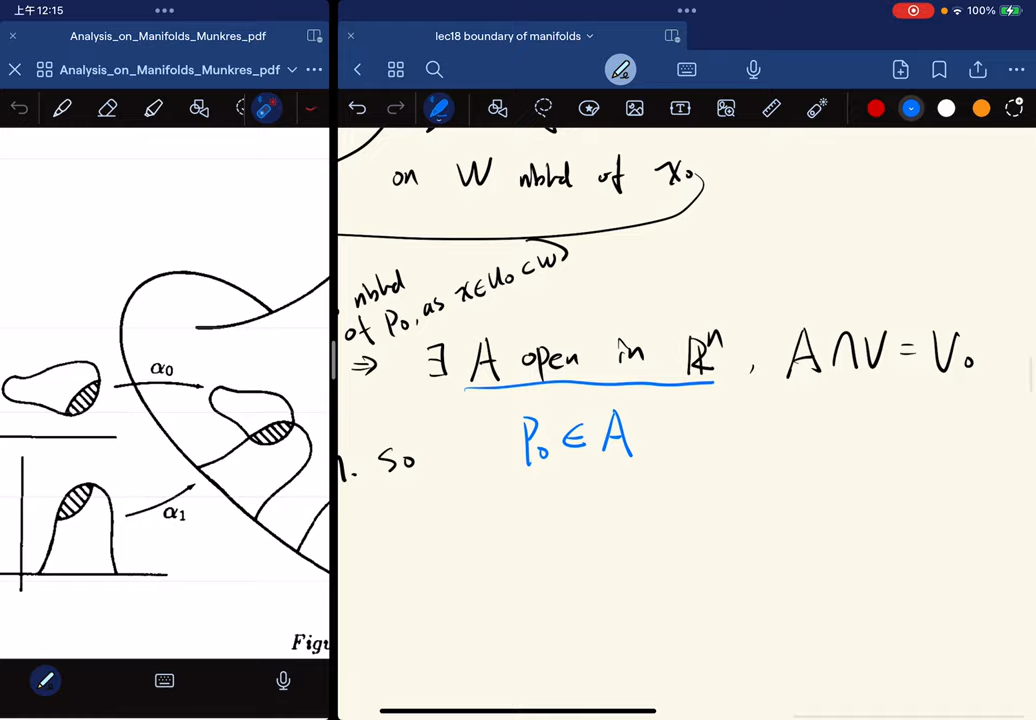 上午12:15
100%
Analysis_on_Manifolds_Munkres_pdf
Analysis_on_Manifolds_Munkres_pdf
α₀
α₁
Figu
lec18 boundary of manifolds
on W nbhd of x₀
nbhd
of p₀, as x∈U₀ (⊂W)
⇒ ∃ A open in ℝⁿ, A∩V = V₀
p₀ ∈ A
so